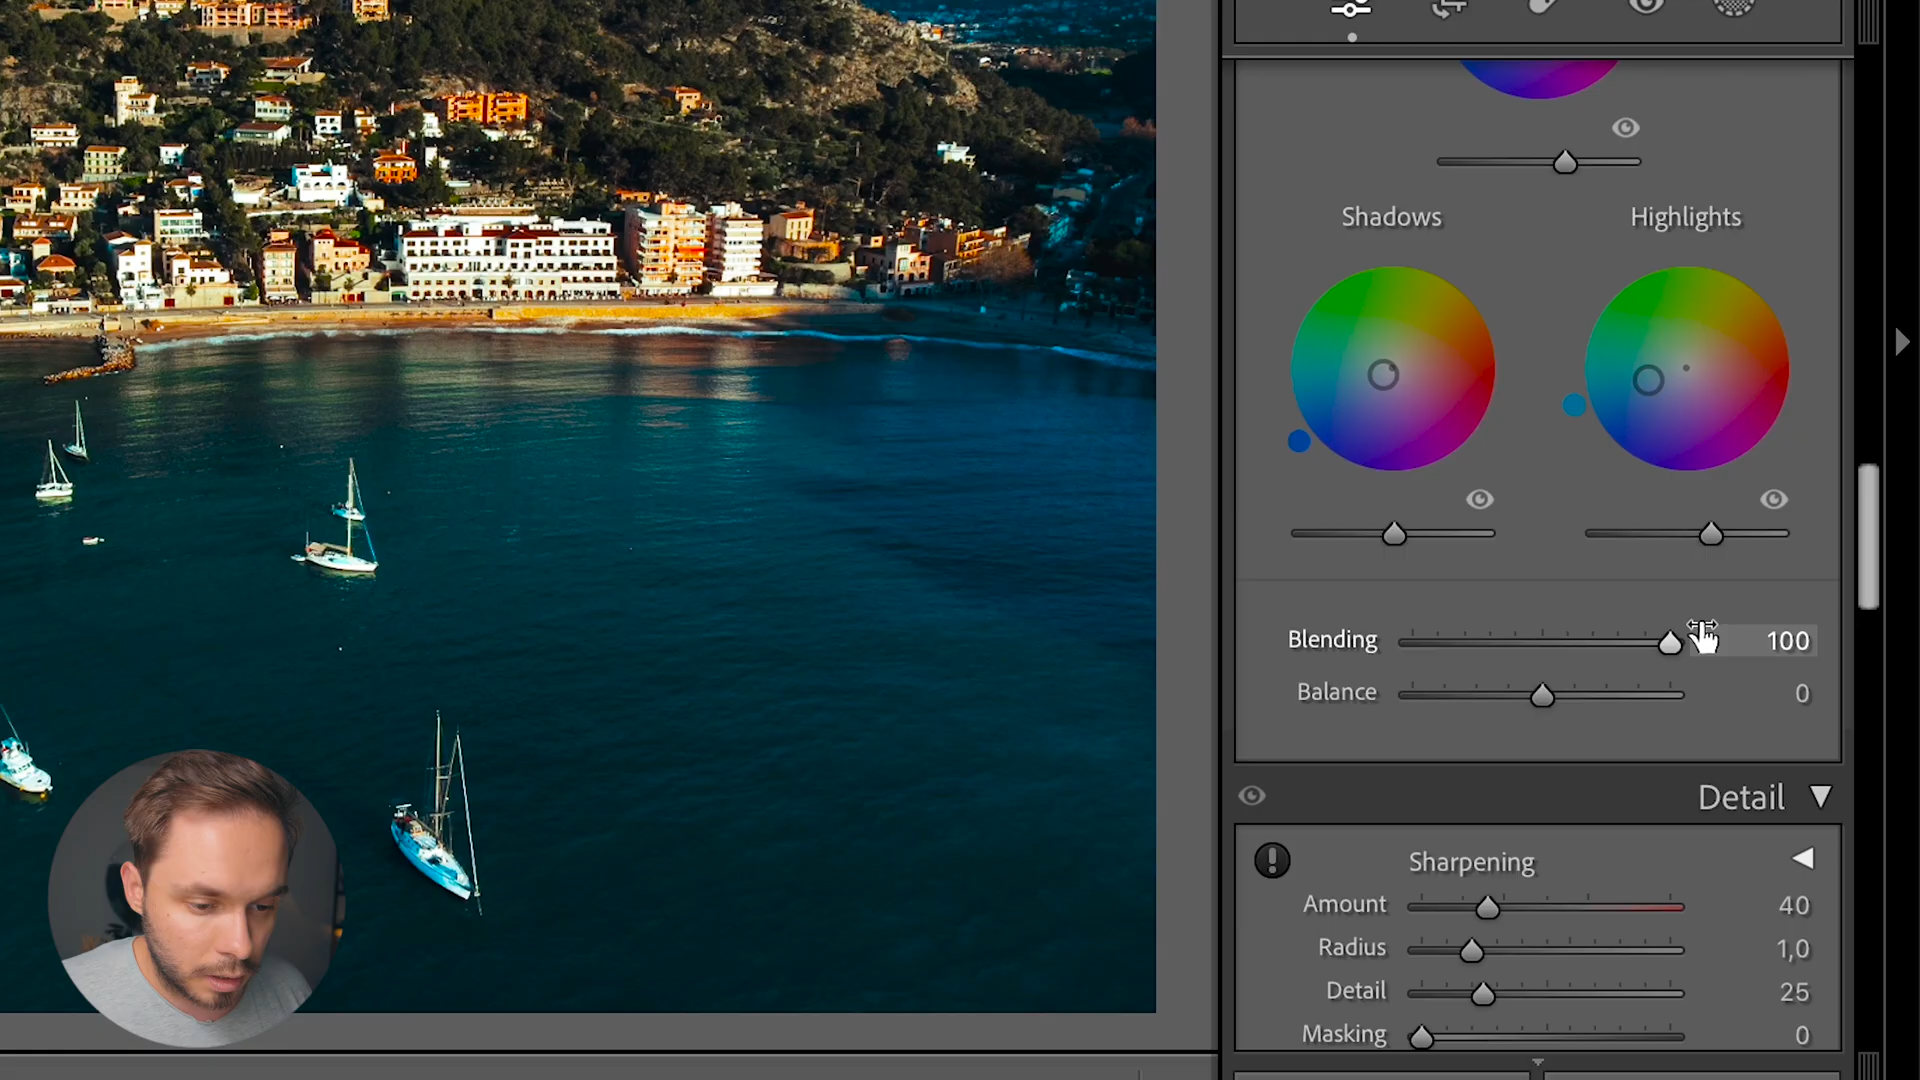 Shadows
Highlights
Blending 100
Balance 0
Detail
Sharpening
Amount 40
Radius 1,0
Detail 25
Masking 0